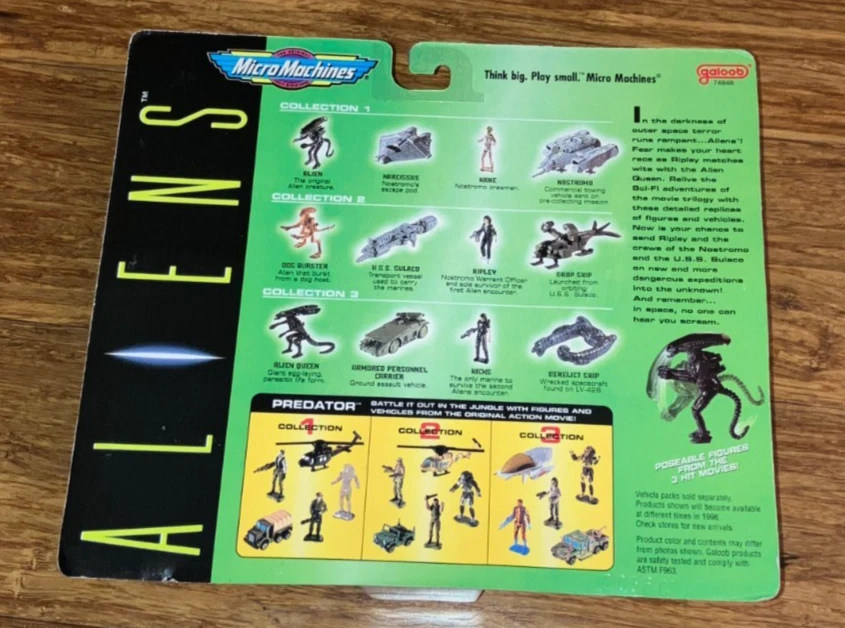 ALIENS™
THE ORIGINAL
Micro Machines®
Think big. Play small.™ Micro Machines®
galoob®
74846
COLLECTION 1
ALIEN
The original
Alien creature.
NARCISSUS
Nostromo's
escape pod.
KANE
Nostromo crewman.
NOSTROMO
Commercial towing
vehicle sent on
ore-collecting mission.
COLLECTION 2
DOG BURSTER
Alien that burst
from a dog host.
U.S.S. SULACO
Transport vessel
used to carry
the marines.
RIPLEY
Nostromo Warrant Officer
and sole survivor of the
first Alien encounter.
DROP SHIP
Launched from
orbiting
U.S.S. Sulaco.
COLLECTION 3
ALIEN QUEEN
Giant egg-laying,
parasitic life form.
ARMORED PERSONNEL
CARRIER
Ground assault vehicle.
HICKS
The only marine to
survive the second
Aliens encounter.
DERELICT SHIP
Wrecked spacecraft
found on LV-426.
In the darkness of
outer space terror
runs rampant...Aliens™!
Fear makes your heart
race as Ripley matches
wits with the Alien
Queen. Relive the
Sci-Fi adventures of
the movie trilogy with
these detailed replicas
of figures and vehicles.
Now is your chance to
send Ripley and the
crews of the Nostromo
and the U.S.S. Sulaco
on new and more
dangerous expeditions
into the unknown!
And remember...
In space, no one can
hear you scream.
POSEABLE FIGURES
FROM THE
3 HIT MOVIES!
PREDATOR™ BATTLE IT OUT IN THE JUNGLE WITH FIGURES AND
VEHICLES FROM THE ORIGINAL ACTION MOVIE!
COLLECTION 1
COLLECTION 2
COLLECTION 3
Vehicle packs sold separately.
Products shown will become available
at different times in 1996.
Check stores for new arrivals.
Product color and contents may differ
from photos shown. Galoob products
are safety tested and comply with
ASTM F963.